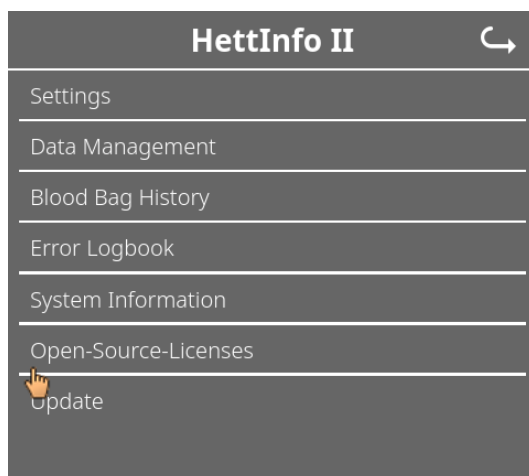 HettInfo II
Settings
Data Management
Blood Bag History
Error Logbook
System Information
Open-Source-Licenses
Update